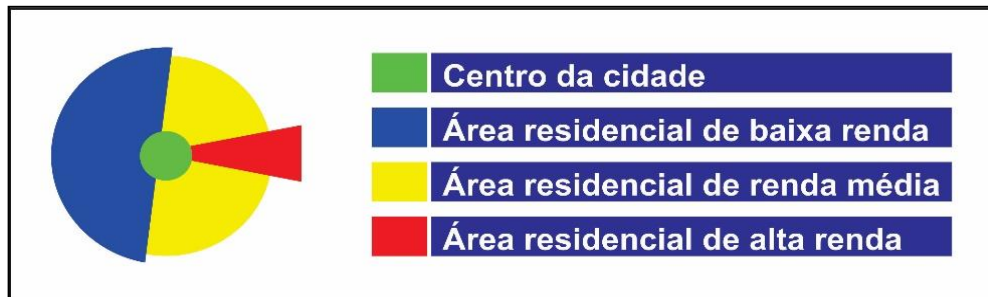 Centro da cidade
Área residencial de baixa renda
Área residencial de renda média
Área residencial de alta renda